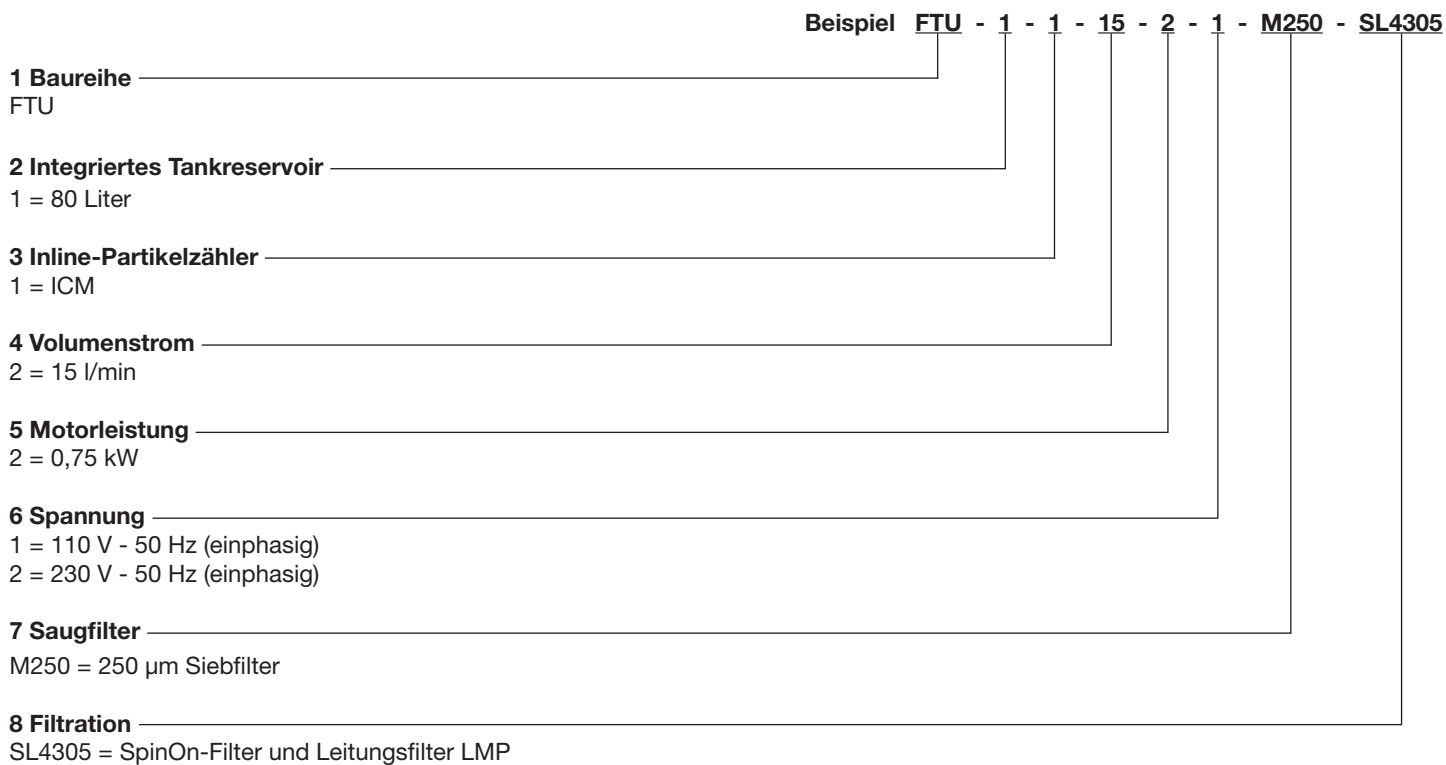 Beispiel FTU - 1 - 1 - 15 - 2 - 1 - M250 - SL4305
1 Baureihe
FTU
2 Integriertes Tankreservoir
1 = 80 Liter
3 Inline-Partikelzähler
1 = ICM
4 Volumenstrom
2 = 15 l/min
5 Motorleistung
2 = 0,75 kW
6 Spannung
1 = 110 V - 50 Hz (einphasig)
2 = 230 V - 50 Hz (einphasig)
7 Saugfilter
M250 = 250 µm Siebfilter
8 Filtration
SL4305 = SpinOn-Filter und Leitungsfilter LMP